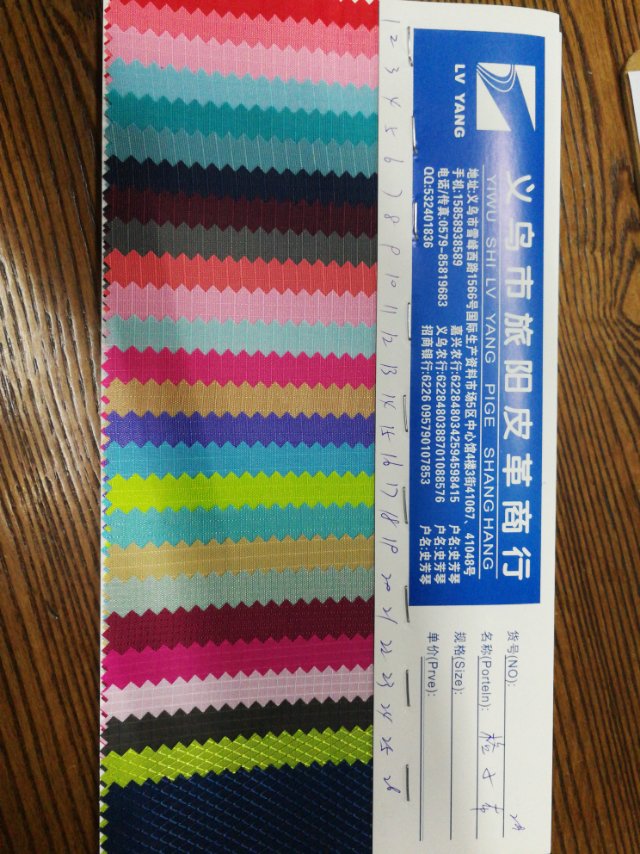 LV YANG
义乌市旅阳皮革商行
YIWU SHI LV YANG PIGE SHANG HANG
地址:义乌市雪峰西路1566号国际生产资料市场5区中心馆4楼3街41067、41048号
手机:15858938589 嘉兴农行:6228480342594598415 户名:史芳琴
电话/传真:0579-85819683 义乌农行:6228480388701088576 户名:史芳琴
QQ:532401836 招商银行:6226 095790107853 户名:史芳琴
货号(NO):
名称(Porteln):
规格(Size):
单价(Prve):
1
2
3
4
5
6
7
8
9
10
11
12
13
14
15
16
17
18
19
20
21
22
23
24
25
26